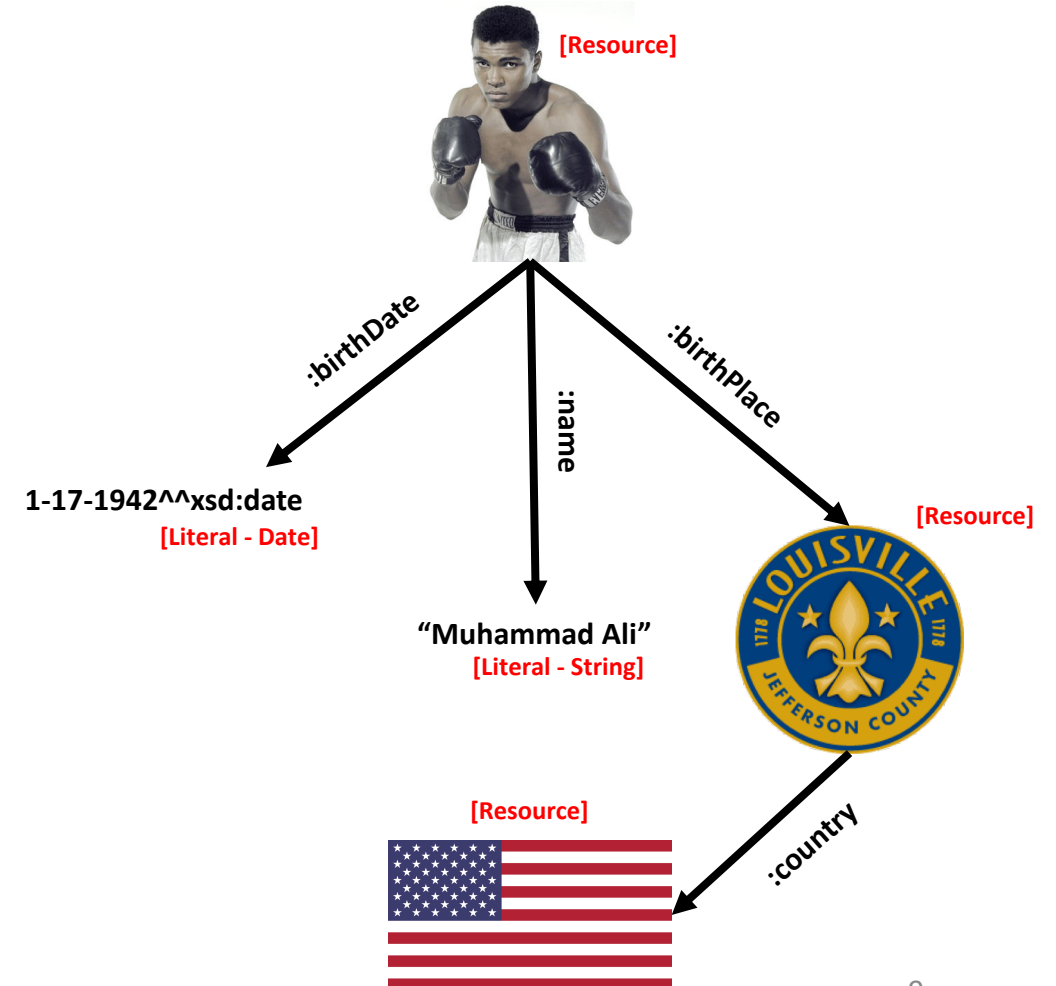 [Resource]
:birthDate
:birthPlace
:name
1-17-1942^^xsd:date
[Literal - Date]
[Resource]
LOUISVILLE
1778
1778
JEFFERSON COUNTY
“Muhammad Ali”
[Literal - String]
[Resource]
:country